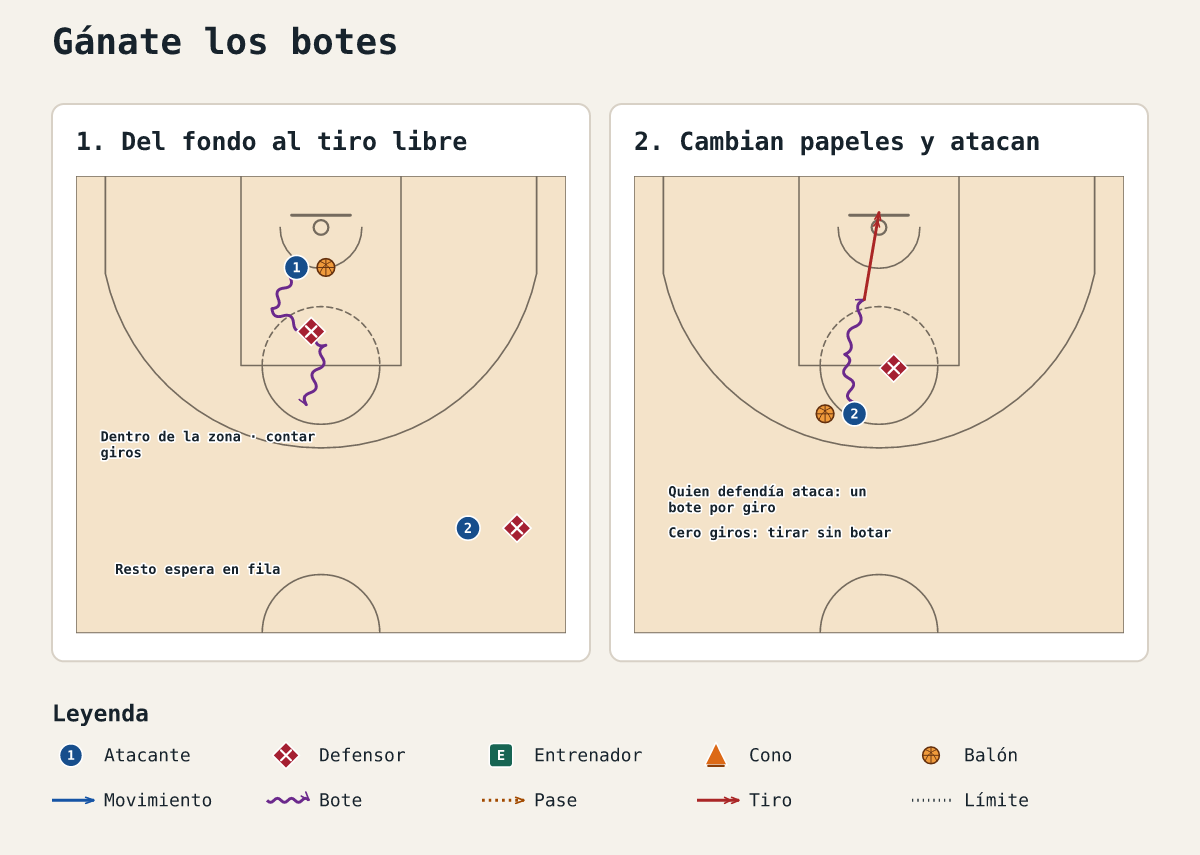 Gánate los botes
1. Del fondo al tiro libre
1
Dentro de la zona · contar
giros
2
Resto espera en fila
2. Cambian papeles y atacan
2
Quien defendía ataca: un
bote por giro
Cero giros: tirar sin botar
Leyenda
1 Atacante
Defensor
E Entrenador
Cono
Balón
Movimiento
Bote
Pase
Tiro
Límite